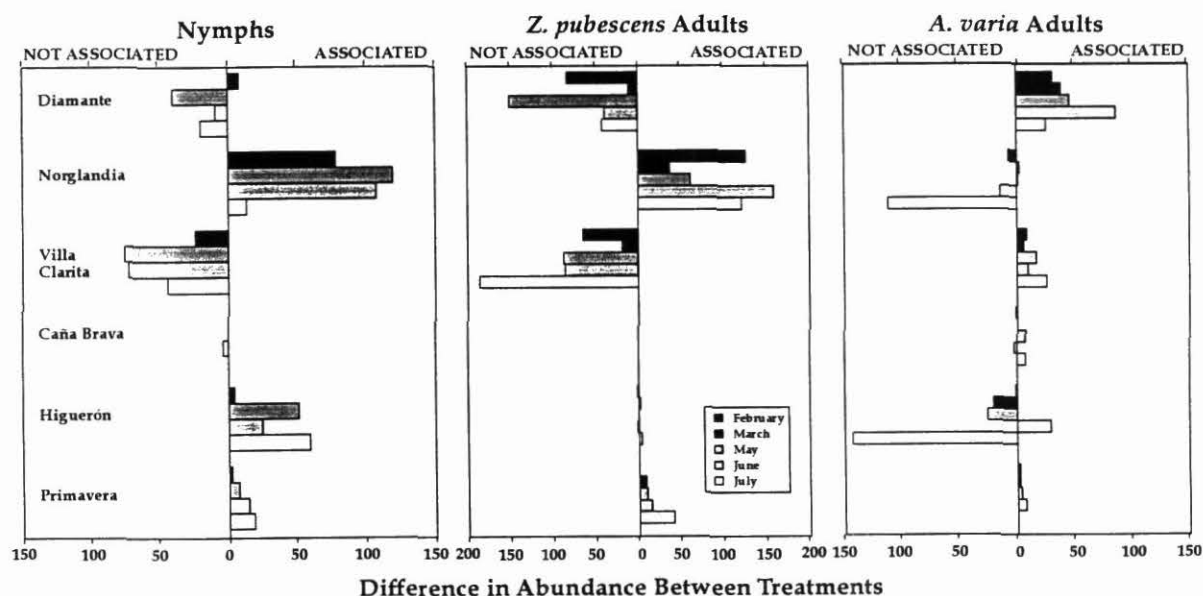 Nymphs
NOT ASSOCIATED ASSOCIATED
Z. pubescens Adults
NOT ASSOCIATED ASSOCIATED
A. varia Adults
NOT ASSOCIATED ASSOCIATED
Diamante
Norglandia
Villa
Clarita
Caña Brava
Higuerón
Primavera
February
March
May
June
July
150 100 50 0 50 100 150
200 150 100 50 0 50 100 150 200
150 100 50 0 50 100 150
Difference in Abundance Between Treatments